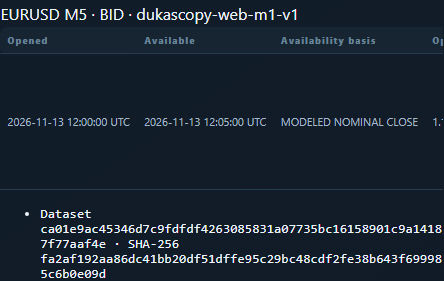 EURUSD M5 · BID · dukascopy-web-m1-v1
Opened Available Availability basis
2026-11-13 12:00:00 UTC 2026-11-13 12:05:00 UTC MODELED NOMINAL CLOSE 1.
• Dataset
ca01e9ac45346d7c9fdfdf4263085831a07735bc16158901c9a1418
7f77aaf4e · SHA-256
fa2af192aa86dc41bb20df51dffe95c29bc48cdf2fe38b643f69998
5c6b0e09d